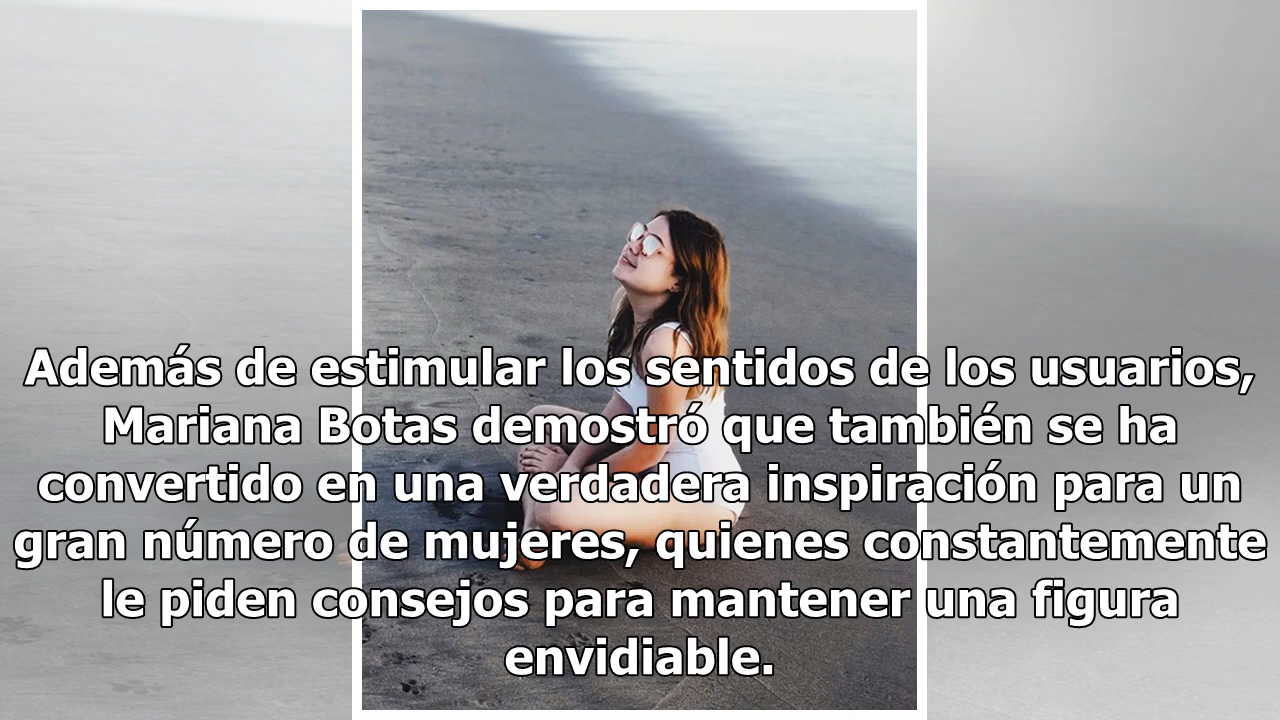 Además de estimular los sentidos de los usuarios,
Mariana Botas demostró que también se ha
convertido en una verdadera inspiración para un
gran número de mujeres, quienes constantemente
le piden consejos para mantener una figura
envidiable.